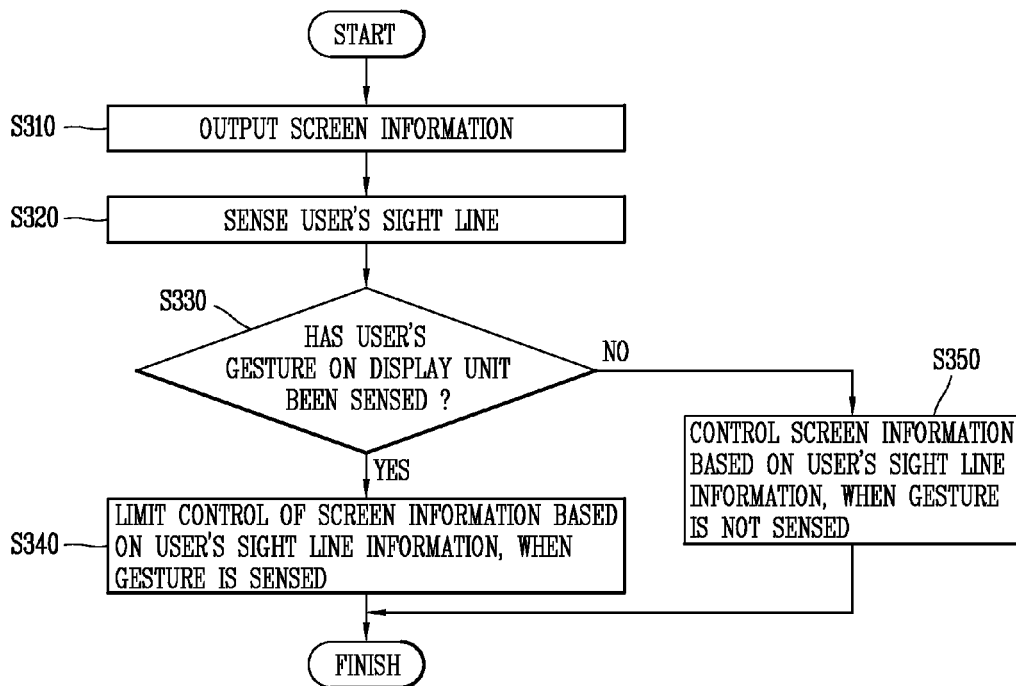 START
S310
OUTPUT SCREEN INFORMATION
S320
SENSE USER'S SIGHT LINE
S330
HAS USER'S
GESTURE ON DISPLAY UNIT
BEEN SENSED ?
NO
YES
S350
CONTROL SCREEN INFORMATION
BASED ON USER'S SIGHT LINE
INFORMATION, WHEN GESTURE
IS NOT SENSED
S340
LIMIT CONTROL OF SCREEN INFORMATION BASED
ON USER'S SIGHT LINE INFORMATION, WHEN
GESTURE IS SENSED
FINISH